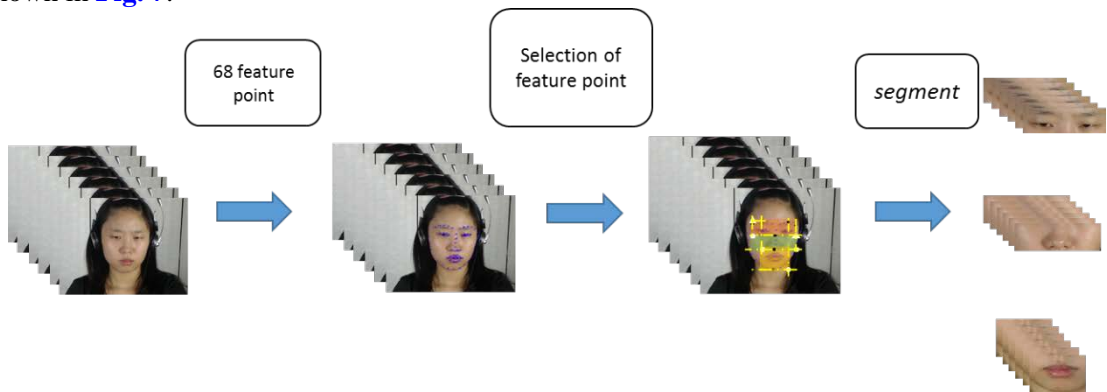 68 feature
point
Selection of
feature point
segment